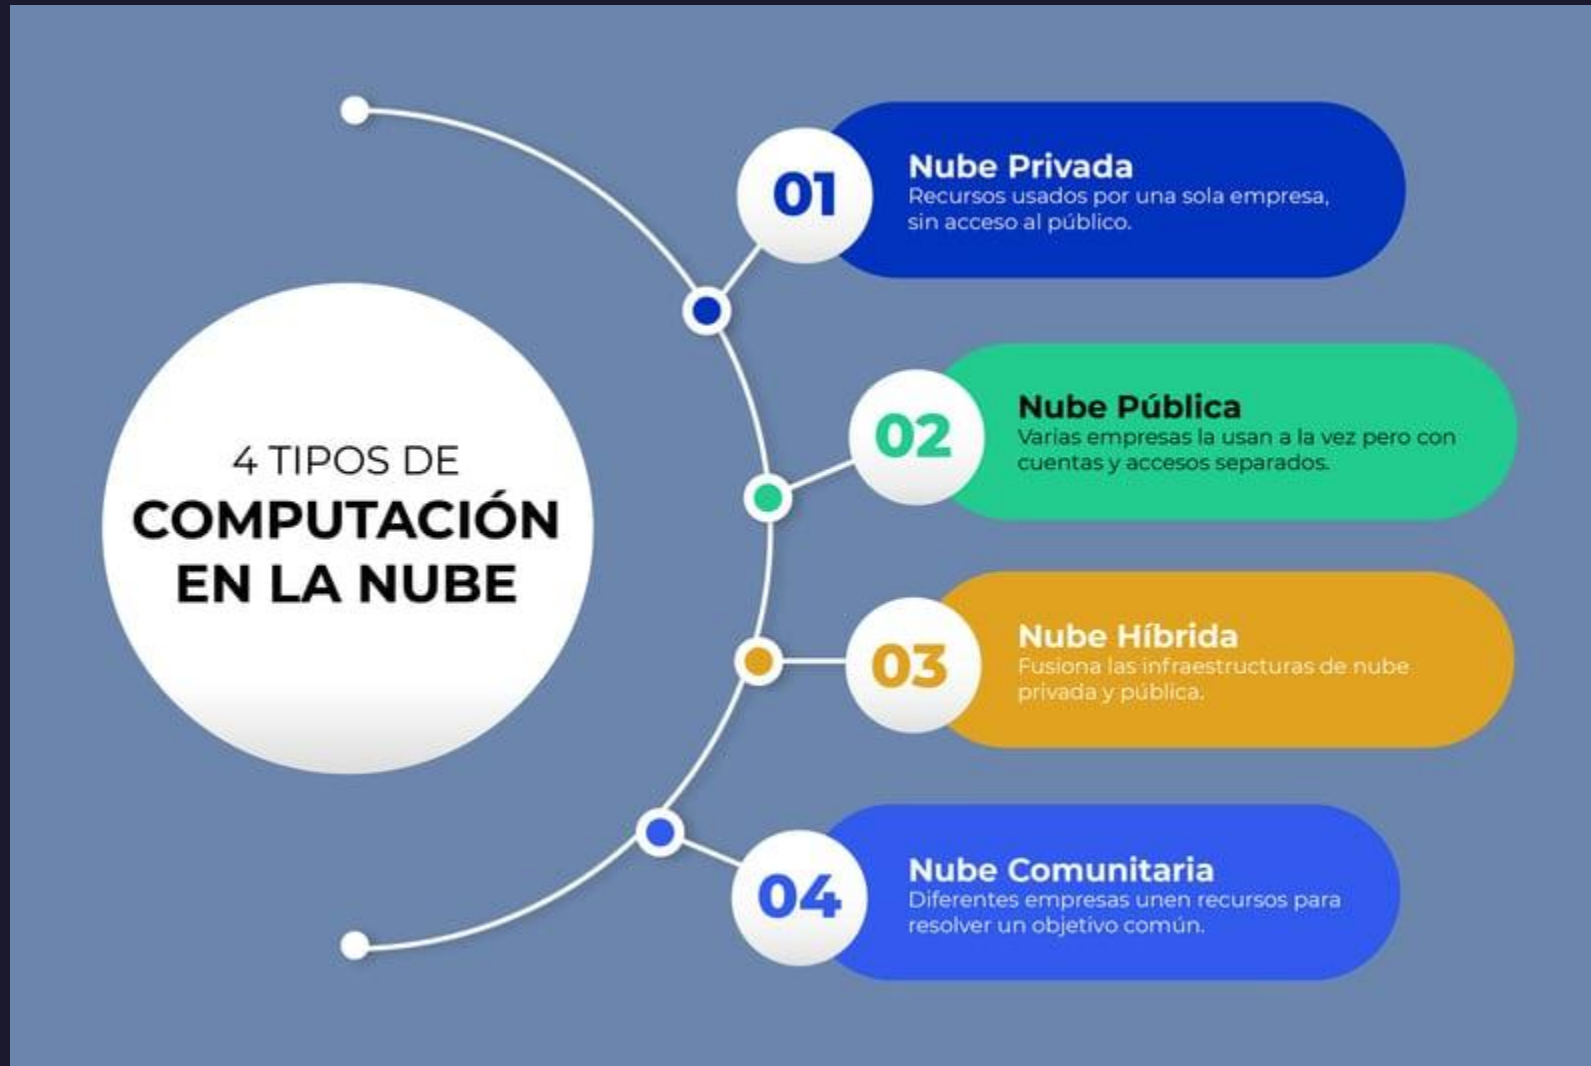 4 TIPOS DE
COMPUTACIÓN
EN LA NUBE
01
Nube Privada
Recursos usados por una sola empresa,
sin acceso al público.
02
Nube Pública
Varias empresas la usan a la vez pero con
cuentas y accesos separados.
03
Nube Híbrida
Fusiona las infraestructuras de nube
privada y pública.
04
Nube Comunitaria
Diferentes empresas unen recursos para
resolver un objetivo común.